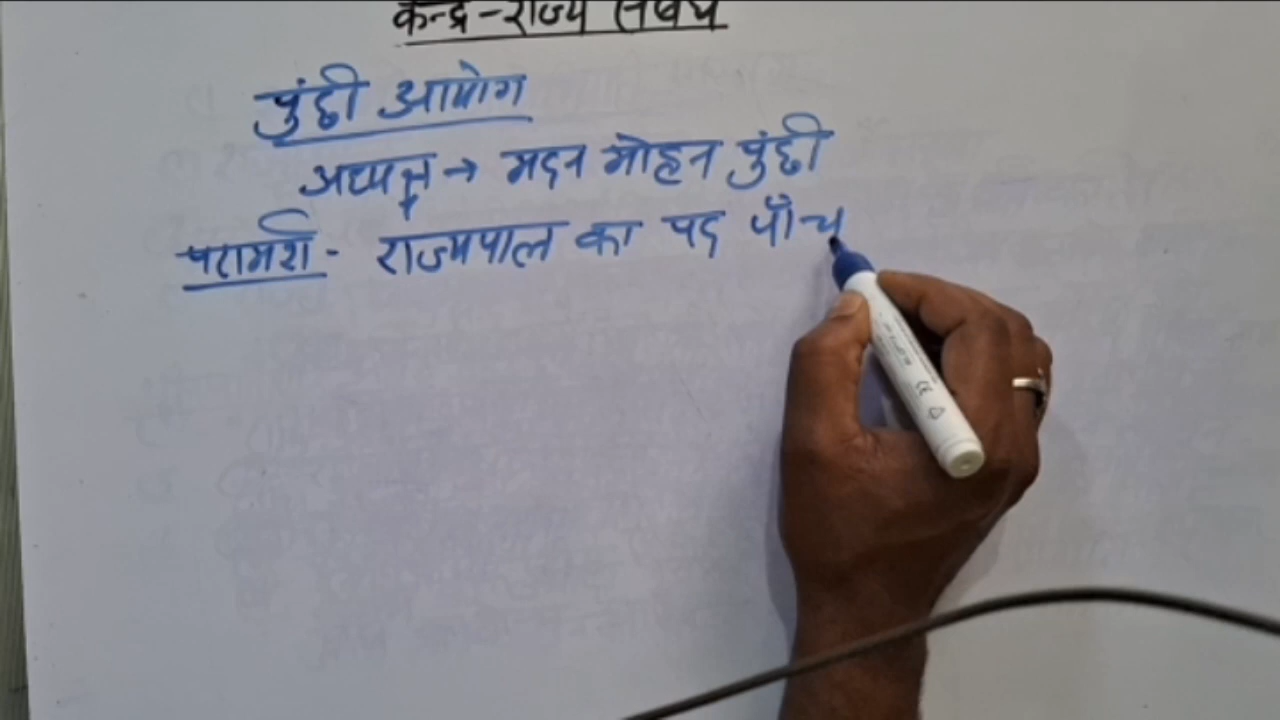 केन्द्र-राज्य संबंध
पुंछी आयोग
अध्यक्ष → मदन मोहन पुंछी
परामर्श - राज्यपाल का पद पाँच